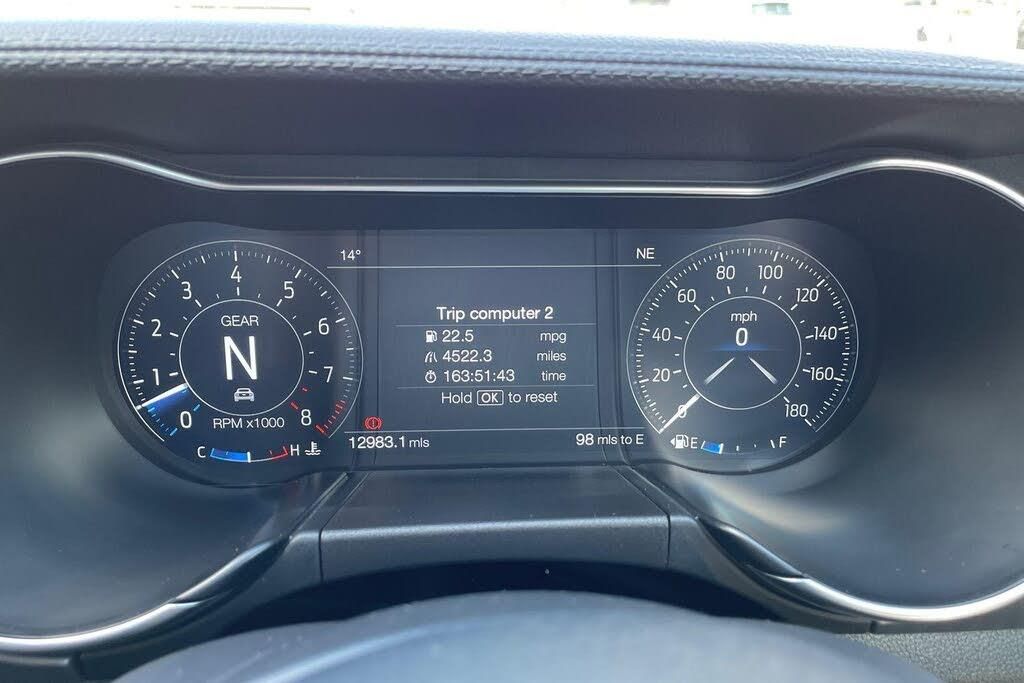 14°
NE
4
3
5
2
6
1
7
0
8
GEAR
N
RPM x1000
C
H
Trip computer 2
22.5 mpg
4522.3 miles
163:51:43 time
Hold OK to reset
12983.1 mls
98 mls to E
80
100
60
120
40
140
20
160
0
180
mph
0
E
F